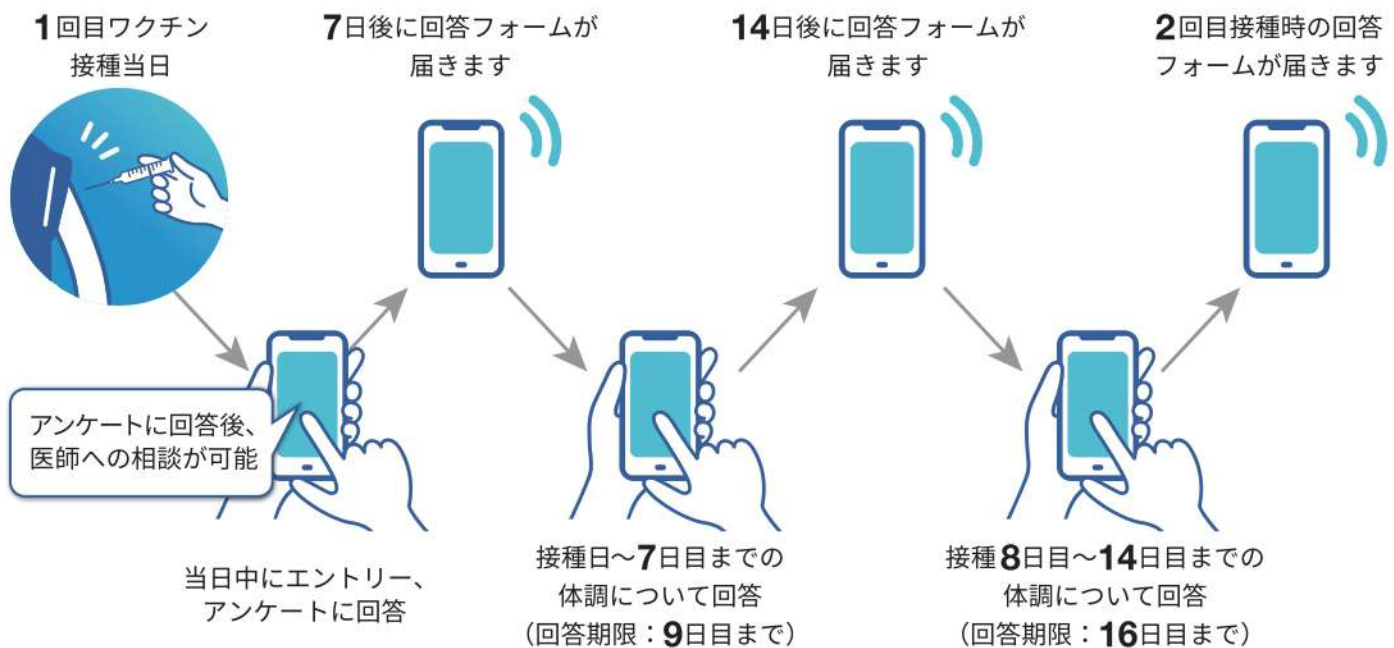 1回目ワクチン
接種当日
7日後に回答フォームが
届きます
14日後に回答フォームが
届きます
2回目接種時の回答
フォームが届きます
アンケートに回答後、
医師への相談が可能
当日中にエントリー、
アンケートに回答
接種日～7日目までの
体調について回答
（回答期限：9日目まで）
接種8日目～14日目までの
体調について回答
（回答期限：16日目まで）